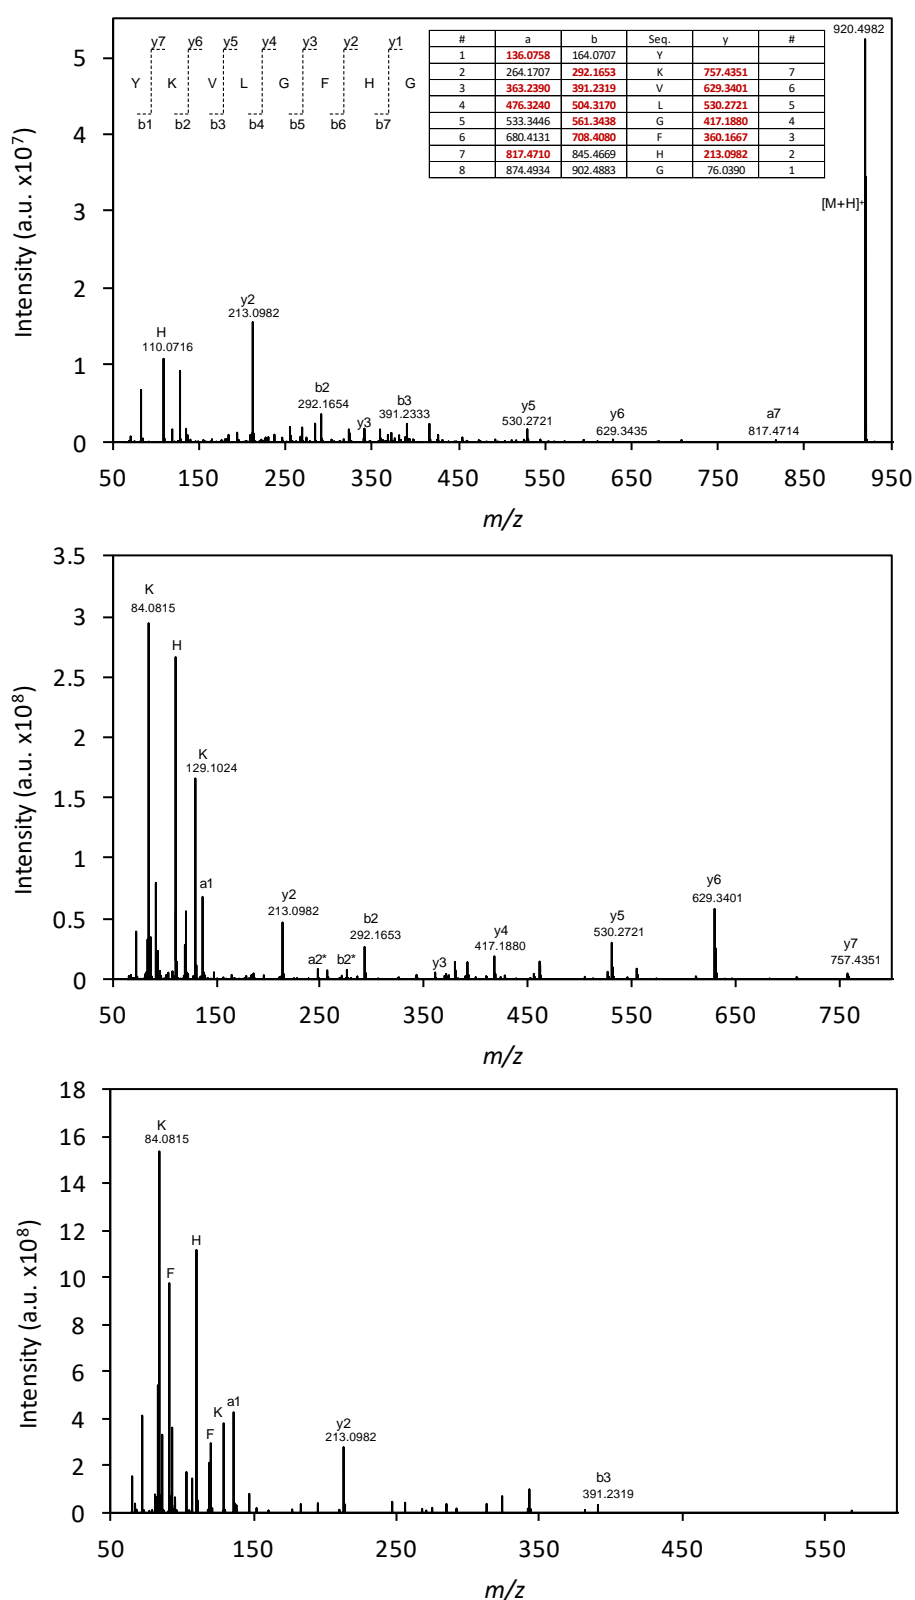 920.4982
y7 y6 y5 y4 y3 y2 y1
Y K V L G F H G
b1 b2 b3 b4 b5 b6 b7
# a b Seq. y #
1 136.0758 164.0707 Y
2 264.1707 292.1653 K 757.4351 7
3 363.2390 391.2319 V 629.3401 6
4 476.3240 504.3170 L 530.2721 5
5 533.3446 561.3438 G 417.1880 4
6 680.4131 708.4080 F 360.1667 3
7 817.4710 845.4669 H 213.0982 2
8 874.4934 902.4883 G 76.0390 1
[M+H]+
Intensity (a.u. x10⁷)
5
4
3
2
1
0
H
110.0716
y2
213.0982
b2
292.1654
y3
b3
391.2333
y5
530.2721
y6
629.3435
a7
817.4714
50 150 250 350 450 550 650 750 850 950
m/z
Intensity (a.u. x10⁸)
3.5
3
2.5
2
1.5
1
0.5
0
K
84.0815
H
K
129.1024
a1
y2
213.0982
a2*
b2*
b2
292.1653
y3
y4
417.1880
y5
530.2721
y6
629.3401
y7
757.4351
50 150 250 350 450 550 650 750
m/z
Intensity (a.u. x10⁸)
18
16
14
12
10
8
6
4
2
0
K
84.0815
F
H
F
K
a1
y2
213.0982
b3
391.2319
50 150 250 350 450 550
m/z